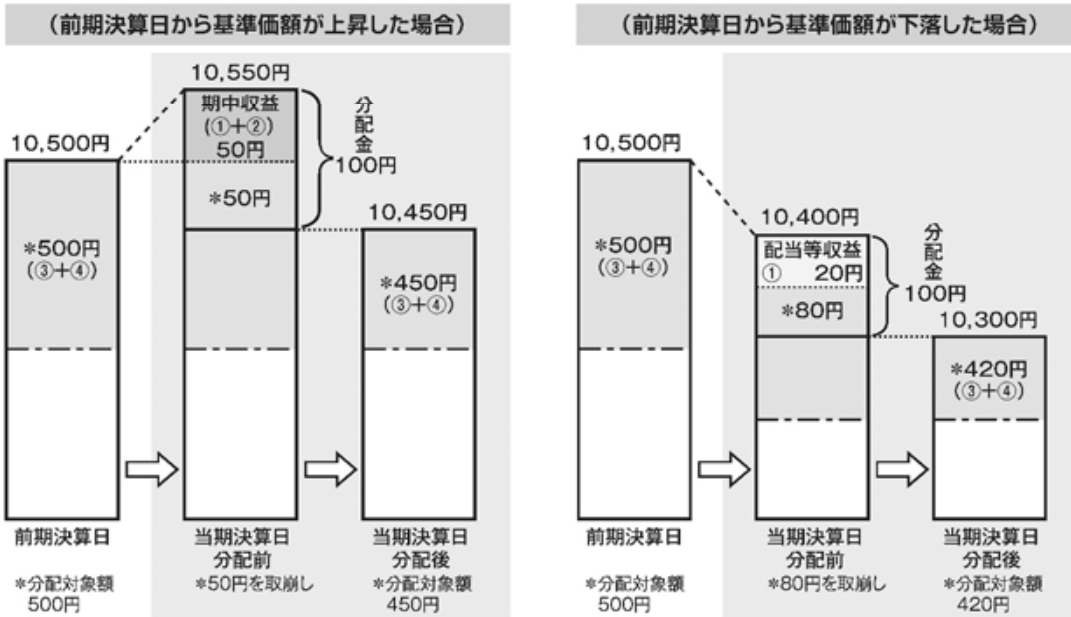 (前期決算日から基準価額が上昇した場合)
10,550円
期中収益
(①+②)
50円
*50円
分配金
100円
10,500円
*500円
(③+④)
10,450円
*450円
(③+④)
前期決算日
*分配対象額
500円
当期決算日
分配前
*50円を取崩し
当期決算日
分配後
*分配対象額
450円
(前期決算日から基準価額が下落した場合)
10,500円
*500円
(③+④)
10,400円
配当等収益
① 20円
*80円
分配金
100円
10,300円
*420円
(③+④)
前期決算日
*分配対象額
500円
当期決算日
分配前
*80円を取崩し
当期決算日
分配後
*分配対象額
420円